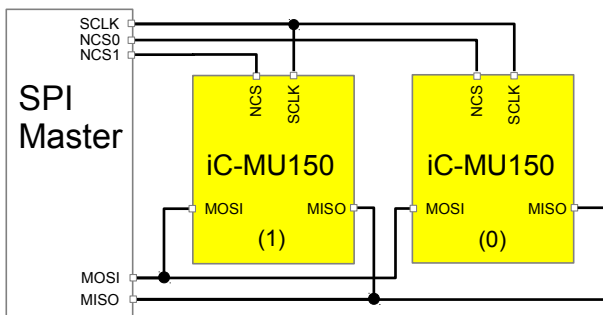 SCLK
NCS0
NCS1
SPI
Master
NCS
SCLK
iC-MU150
MOSI
MISO
(1)
NCS
SCLK
iC-MU150
MOSI
MISO
(0)
MOSI
MISO